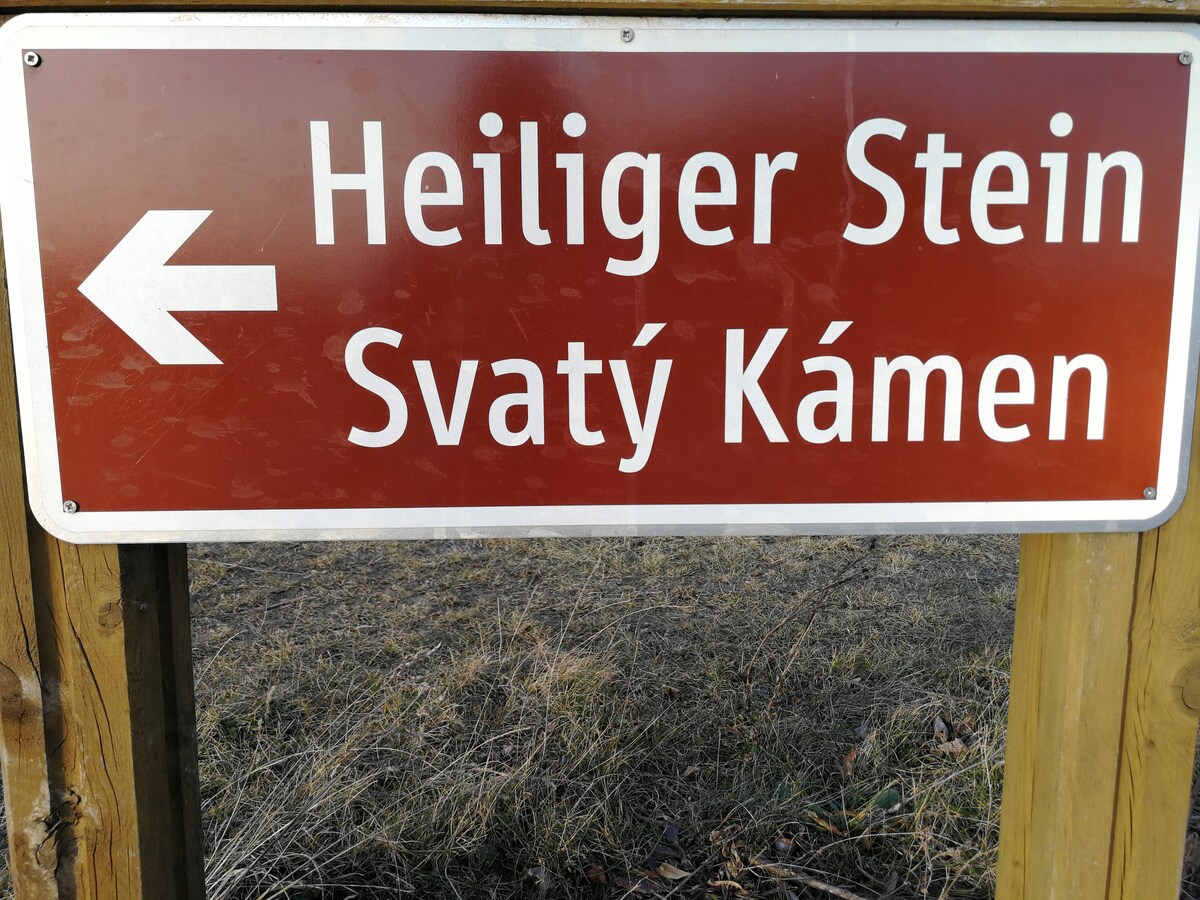 Heiliger Stein
Svatý Kámen